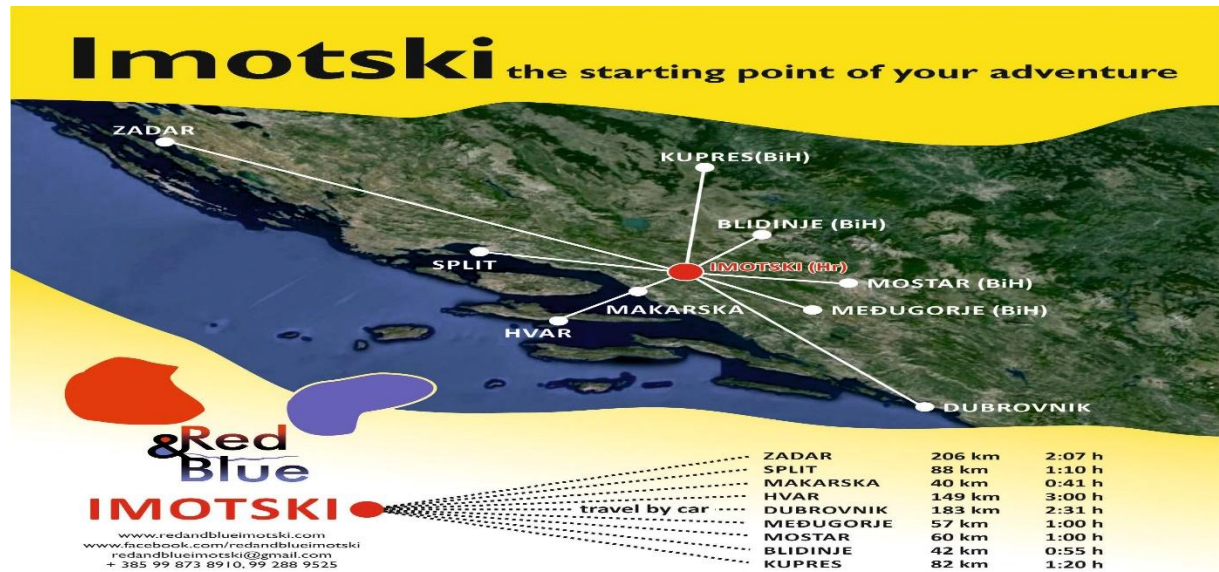 Imotski the starting point of your adventure
ZADAR
KUPRES(BiH)
BLIDINJE (BiH)
SPLIT
IMOTSKI (Hr)
MOSTAR (BiH)
MAKARSKA
MEĐUGORJE (BiH)
HVAR
DUBROVNIK
Red
&
Blue
IMOTSKI
www.redandblueimotski.com
www.facebook.com/redandblueimotski
redandblueimotski@gmail.com
+ 385 99 873 8910, 99 288 9525
travel by car
ZADAR 206 km 2:07 h
SPLIT 88 km 1:10 h
MAKARSKA 40 km 0:41 h
HVAR 149 km 3:00 h
DUBROVNIK 183 km 2:31 h
MEĐUGORJE 57 km 1:00 h
MOSTAR 60 km 1:00 h
BLIDINJE 42 km 0:55 h
KUPRES 82 km 1:20 h